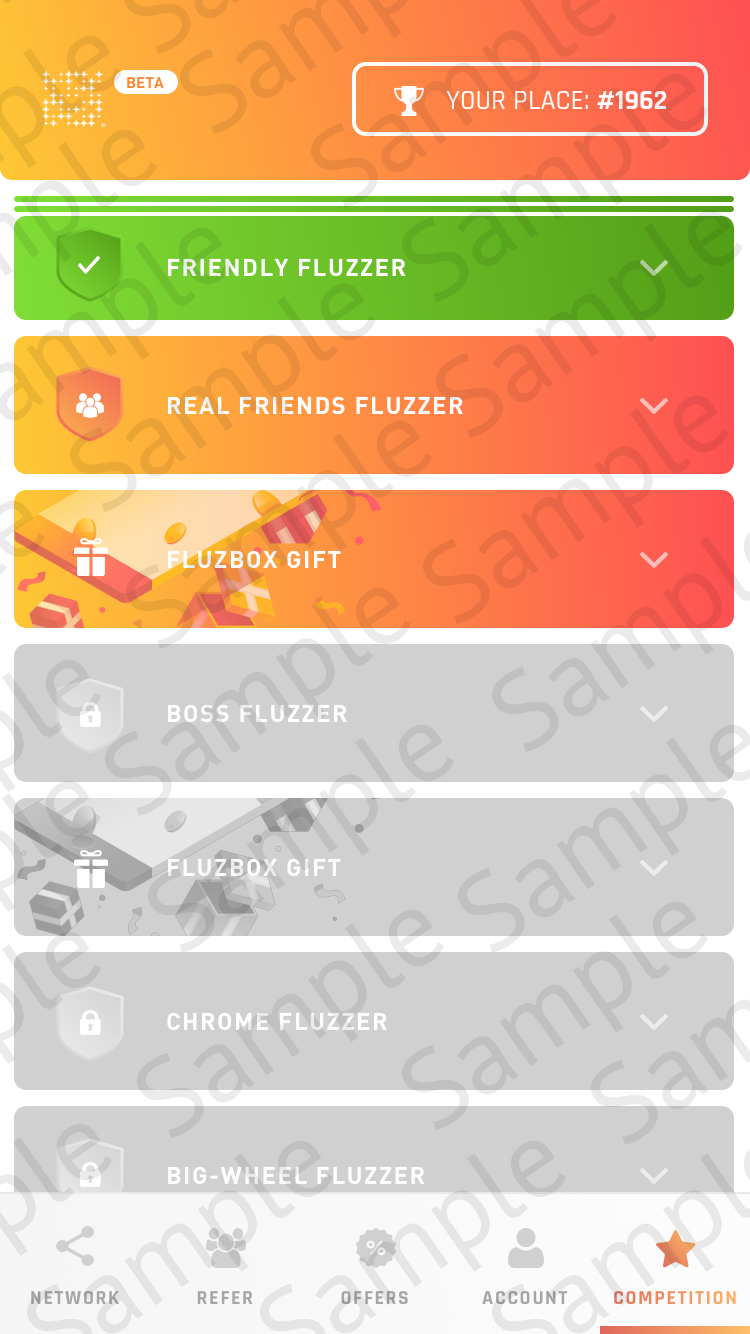 BETA
YOUR PLACE: #1962
FRIENDLY FLUZZER
REAL FRIENDS FLUZZER
FLUZBOX GIFT
BOSS FLUZZER
FLUZBOX GIFT
CHROME FLUZZER
BIG-WHEEL FLUZZER
NETWORK REFER OFFERS ACCOUNT COMPETITION
Sample